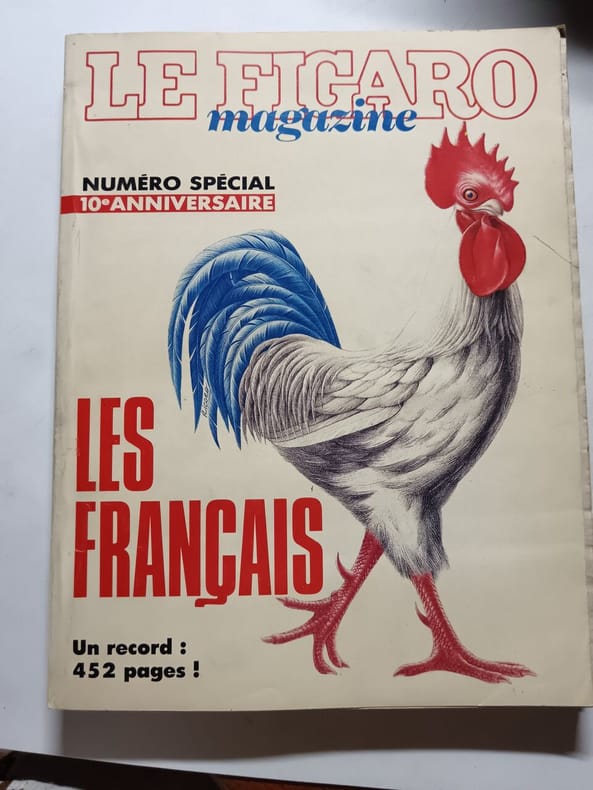 LE FIGARO
magazine
NUMÉRO SPÉCIAL
10e ANNIVERSAIRE
LES
FRANÇAIS
Un record :
452 pages !